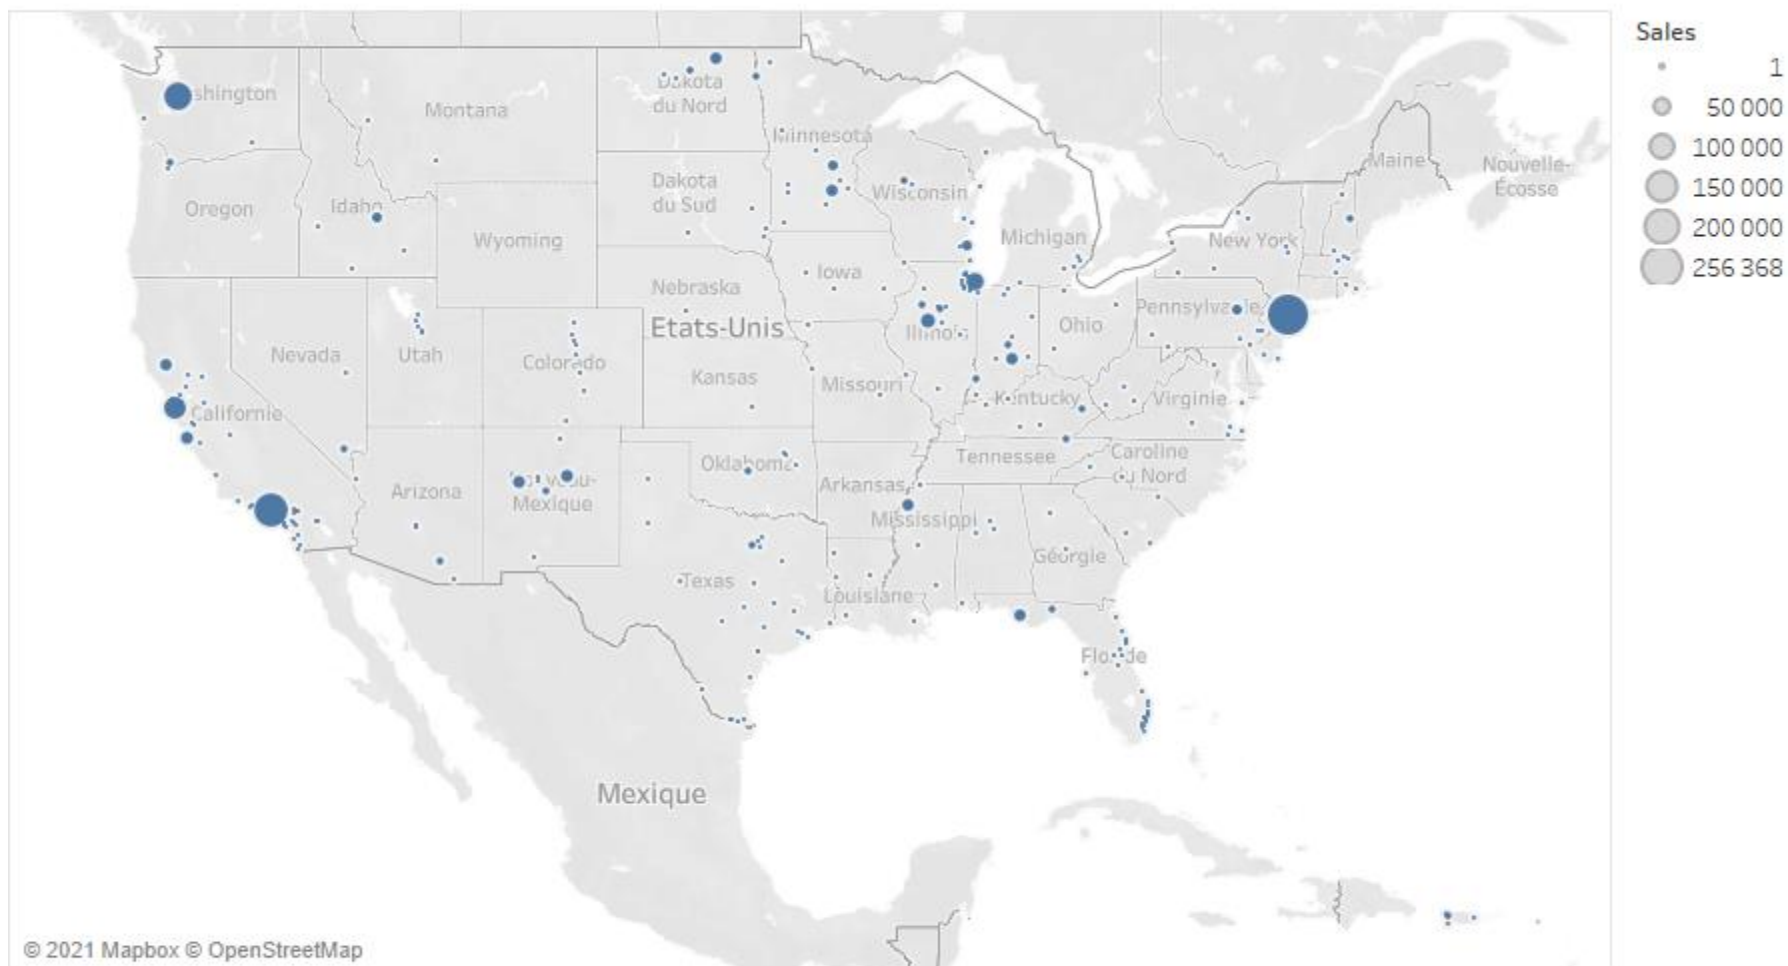 Sales
1
50 000
100 000
150 000
200 000
256 368
Montana
Dakota
du Nord
Minnesota
Maine
Nouvelle-
Écosse
Dakota
du Sud
Wisconsin
Oregon
Idaho
Wyoming
Michigan
New York
Iowa
Nebraska
Etats-Unis
Ohio
Illinois
Nevada
Utah
Colorado
Kansas
Missouri
Kentucky
Virginie
Californie
Tennessee
Caroline
du Nord
Oklahoma
Arizona
Arkansas
Mexique
Mississippi
Géorgie
Texas
Louisiane
Mexique
© 2021 Mapbox © OpenStreetMap